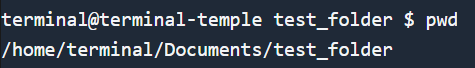 terminal@terminal-temple test_folder $ pwd
/home/terminal/Documents/test_folder